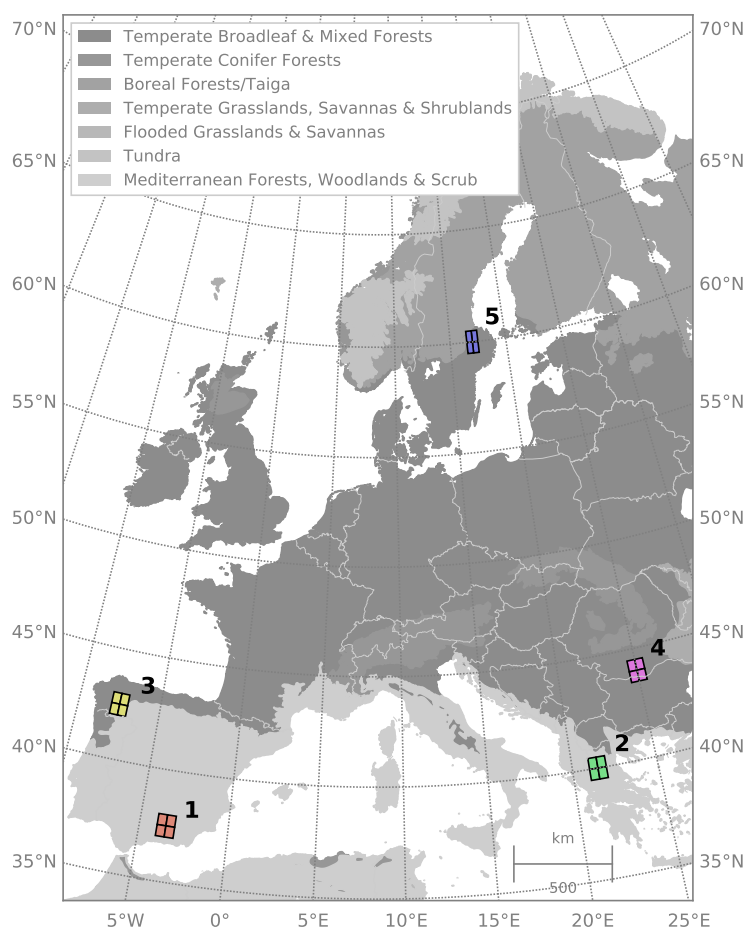 70°N
70°N
Temperate Broadleaf & Mixed Forests
Temperate Conifer Forests
Boreal Forests/Taiga
Temperate Grasslands, Savannas & Shrublands
Flooded Grasslands & Savannas
Tundra
Mediterranean Forests, Woodlands & Scrub
65°N
65°N
60°N
60°N
5
55°N
55°N
50°N
50°N
45°N
45°N
4
3
40°N
40°N
2
1
km
35°N
35°N
500
5°W
0°
5°E
10°E
15°E
20°E
25°E